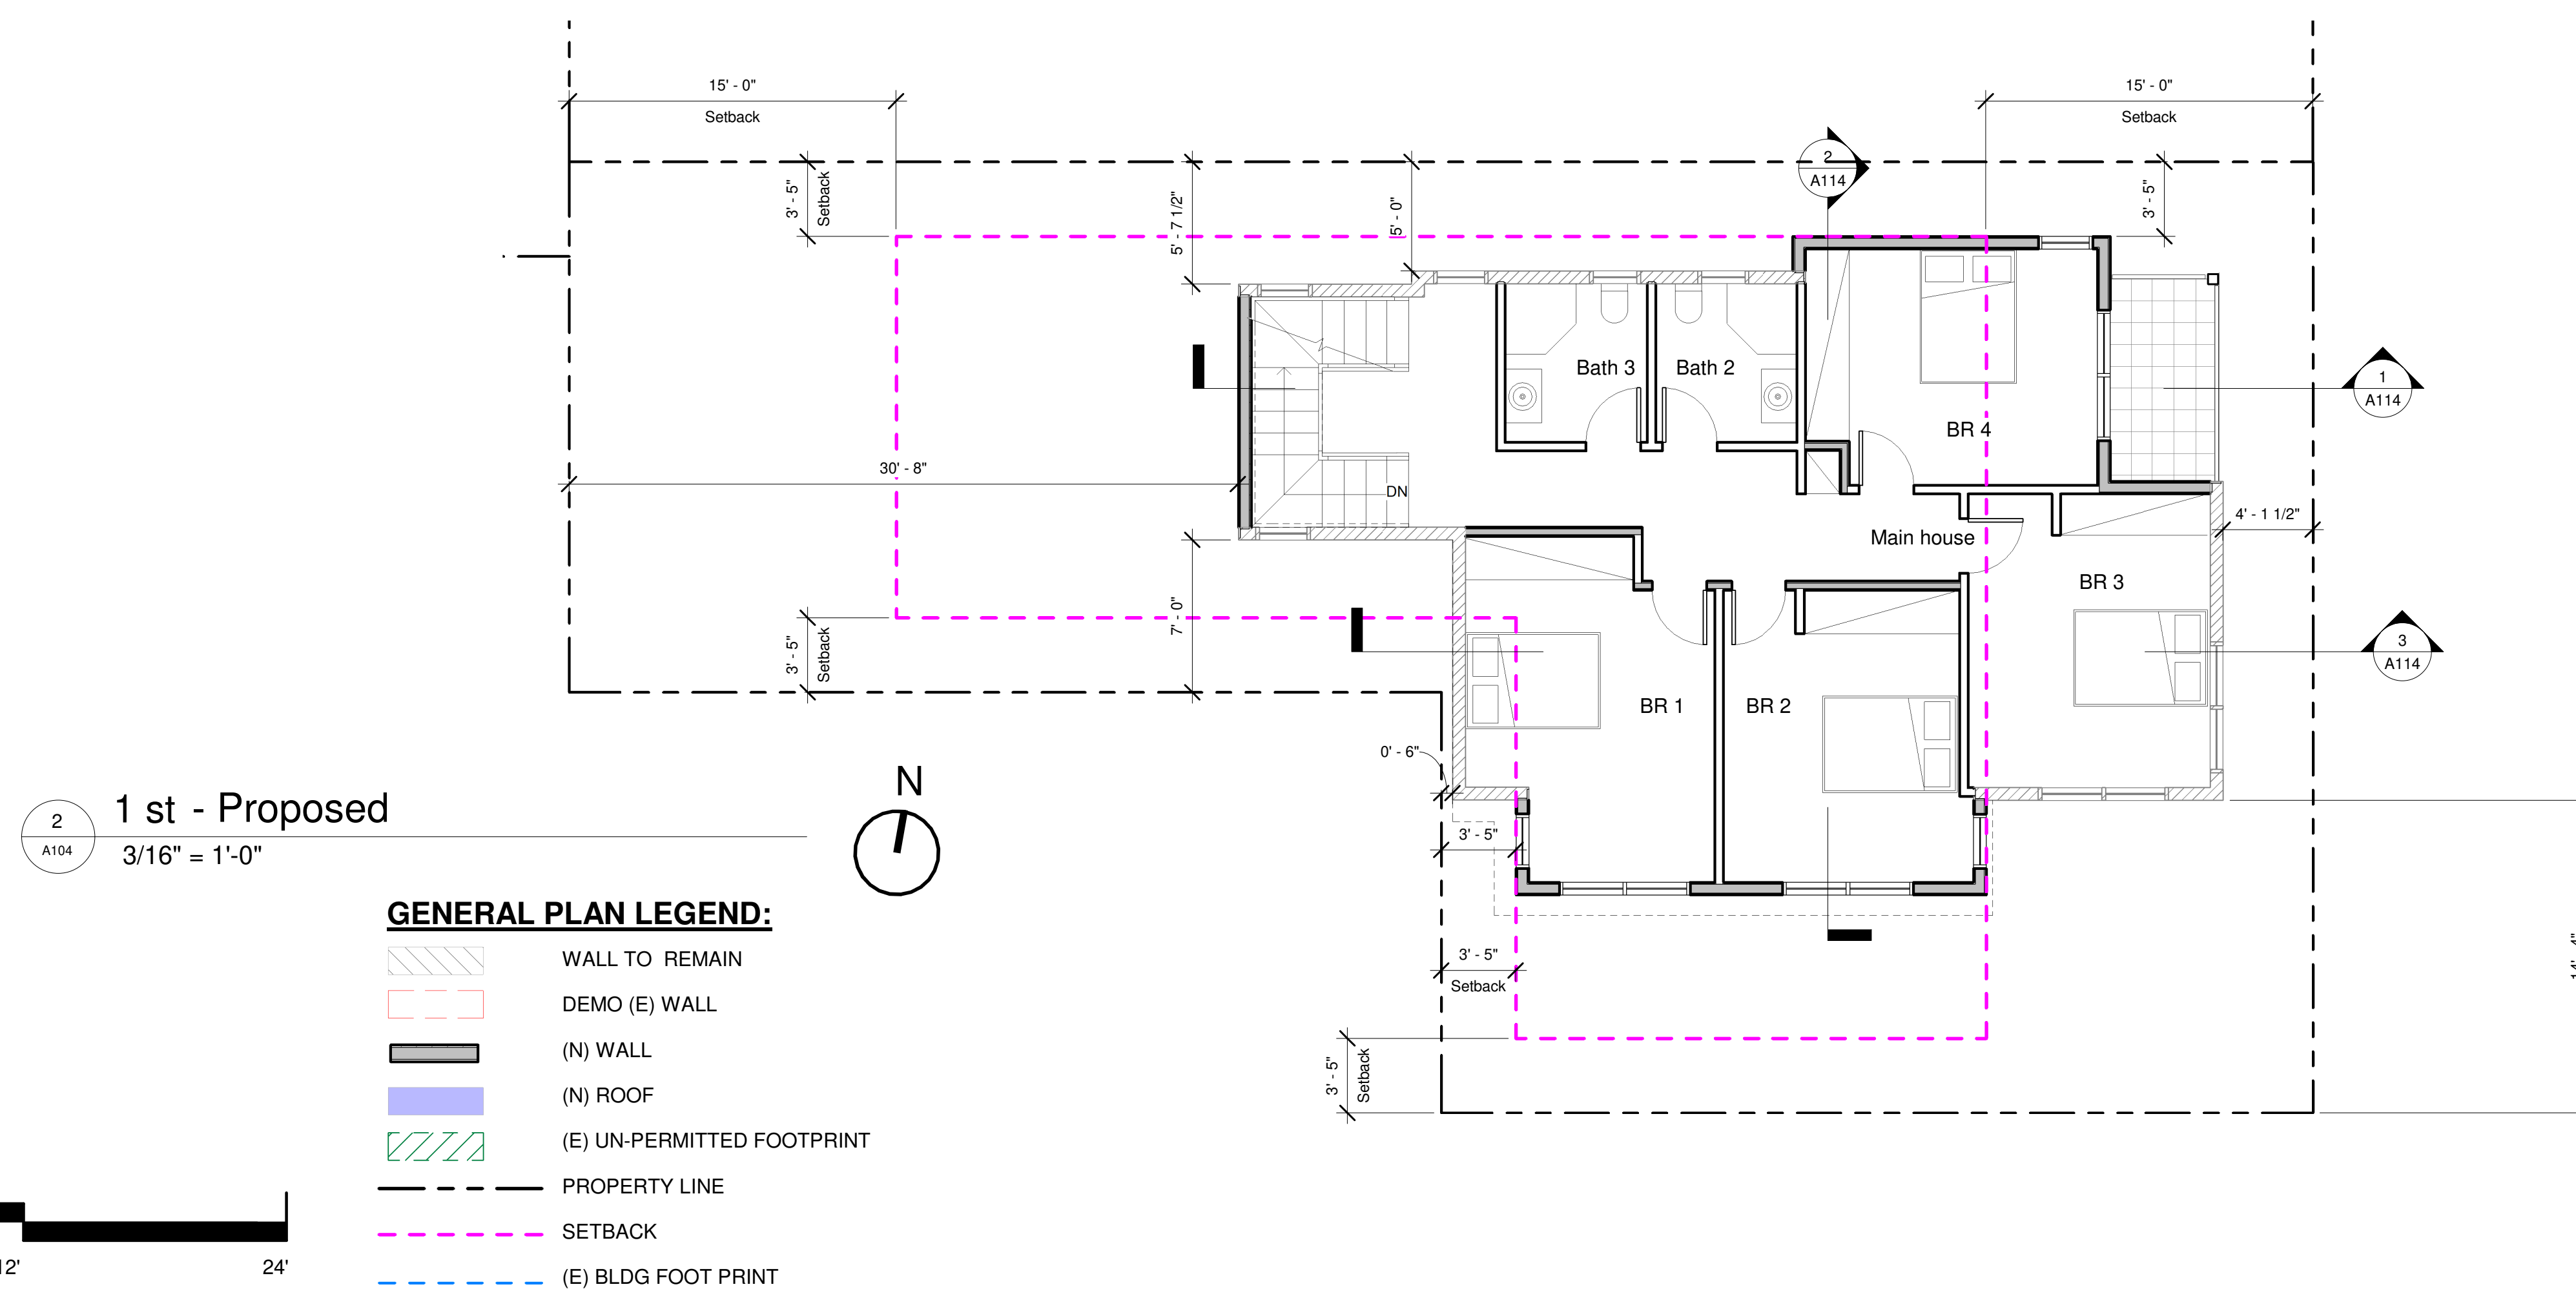 15' - 0"
Setback
15' - 0"
Setback
2
A114
3' - 5"
Setback
5' - 7 1/2"
5' - 0"
3' - 5"
Bath 3
Bath 2
1
A114
BR 4
30' - 8"
DN
4' - 1 1/2"
Main house
BR 3
7' - 0"
3' - 5"
Setback
3
A114
BR 1
BR 2
0' - 6"
N
2
A104
1 st - Proposed
3/16" = 1'-0"
3' - 5"
14' - 4"
3' - 5"
Setback
3' - 5"
Setback
GENERAL PLAN LEGEND:
WALL TO REMAIN
DEMO (E) WALL
(N) WALL
(N) ROOF
(E) UN-PERMITTED FOOTPRINT
PROPERTY LINE
SETBACK
(E) BLDG FOOT PRINT
12'
24'